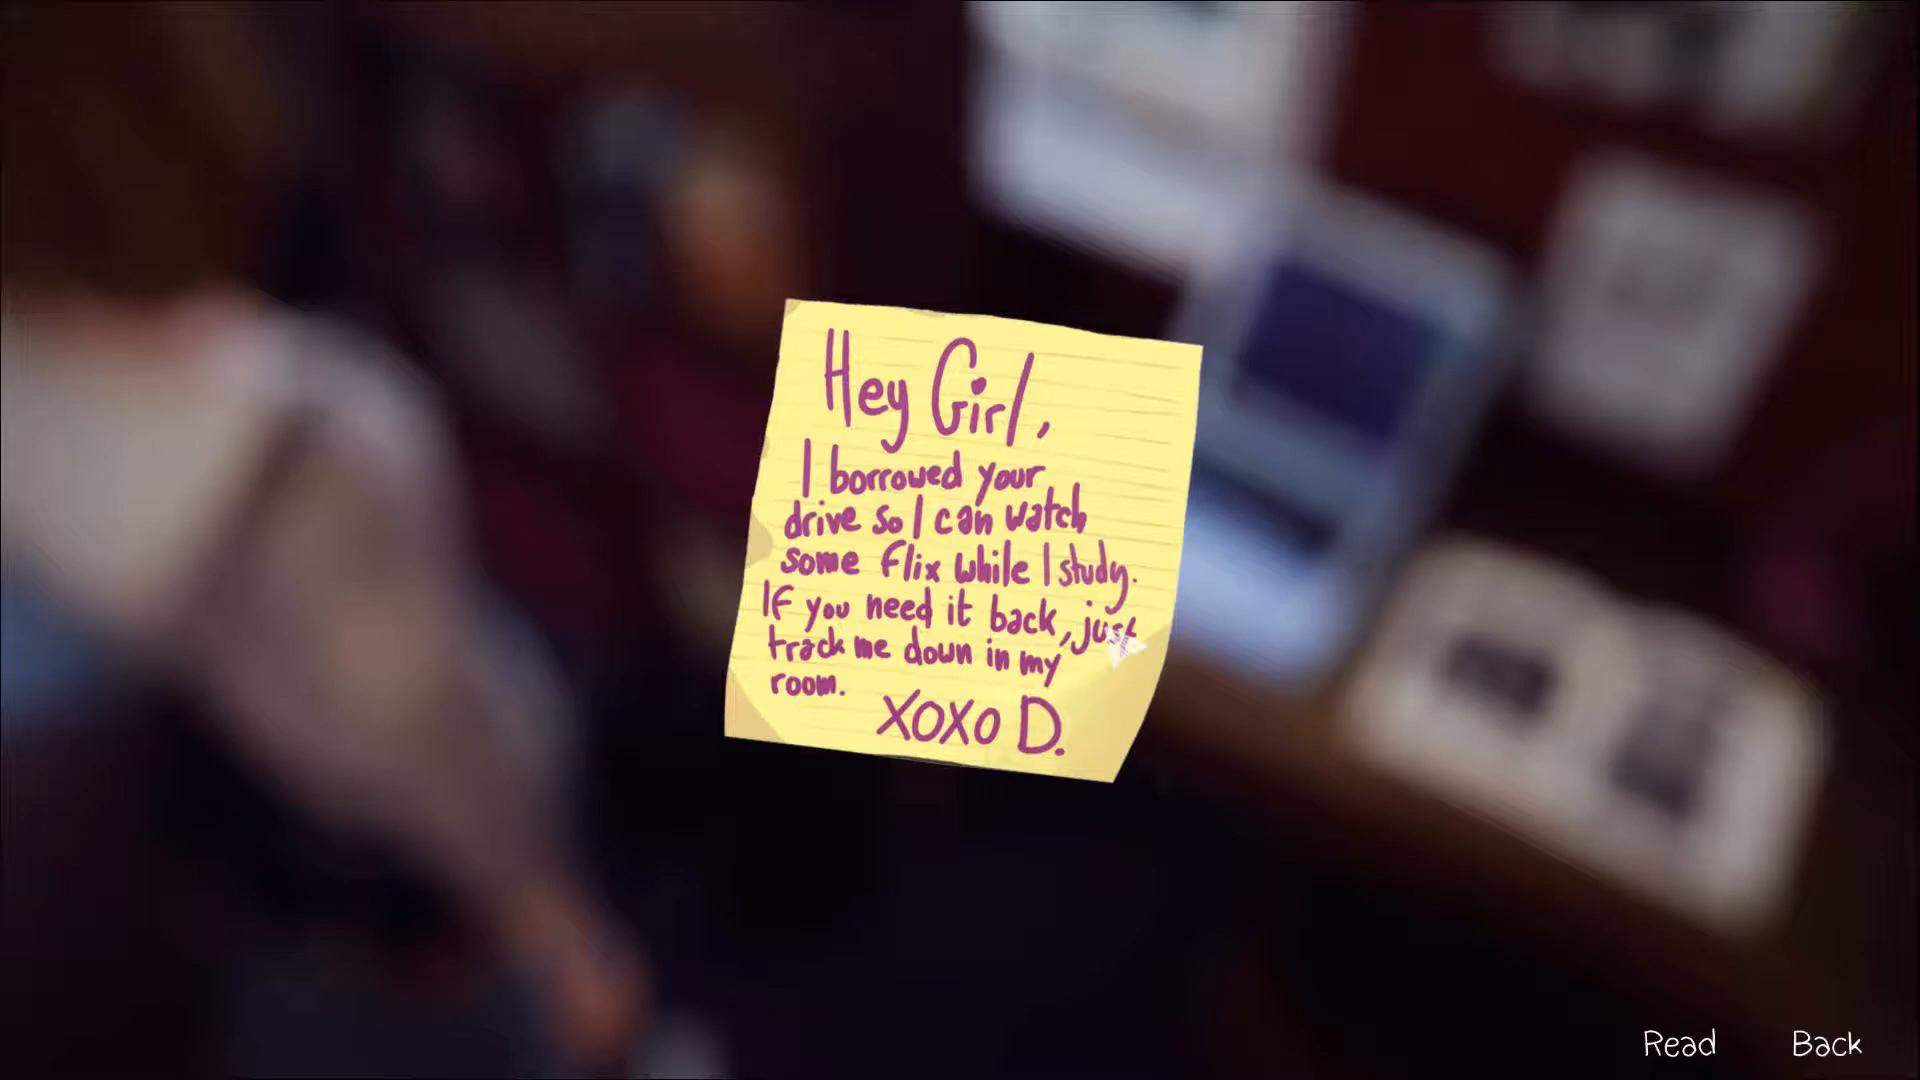 Hey Girl,
I borrowed your
drive so I can watch
some flix while I study.
If you need it back, just
track me down in my
room.
XOXO D.
Read Back